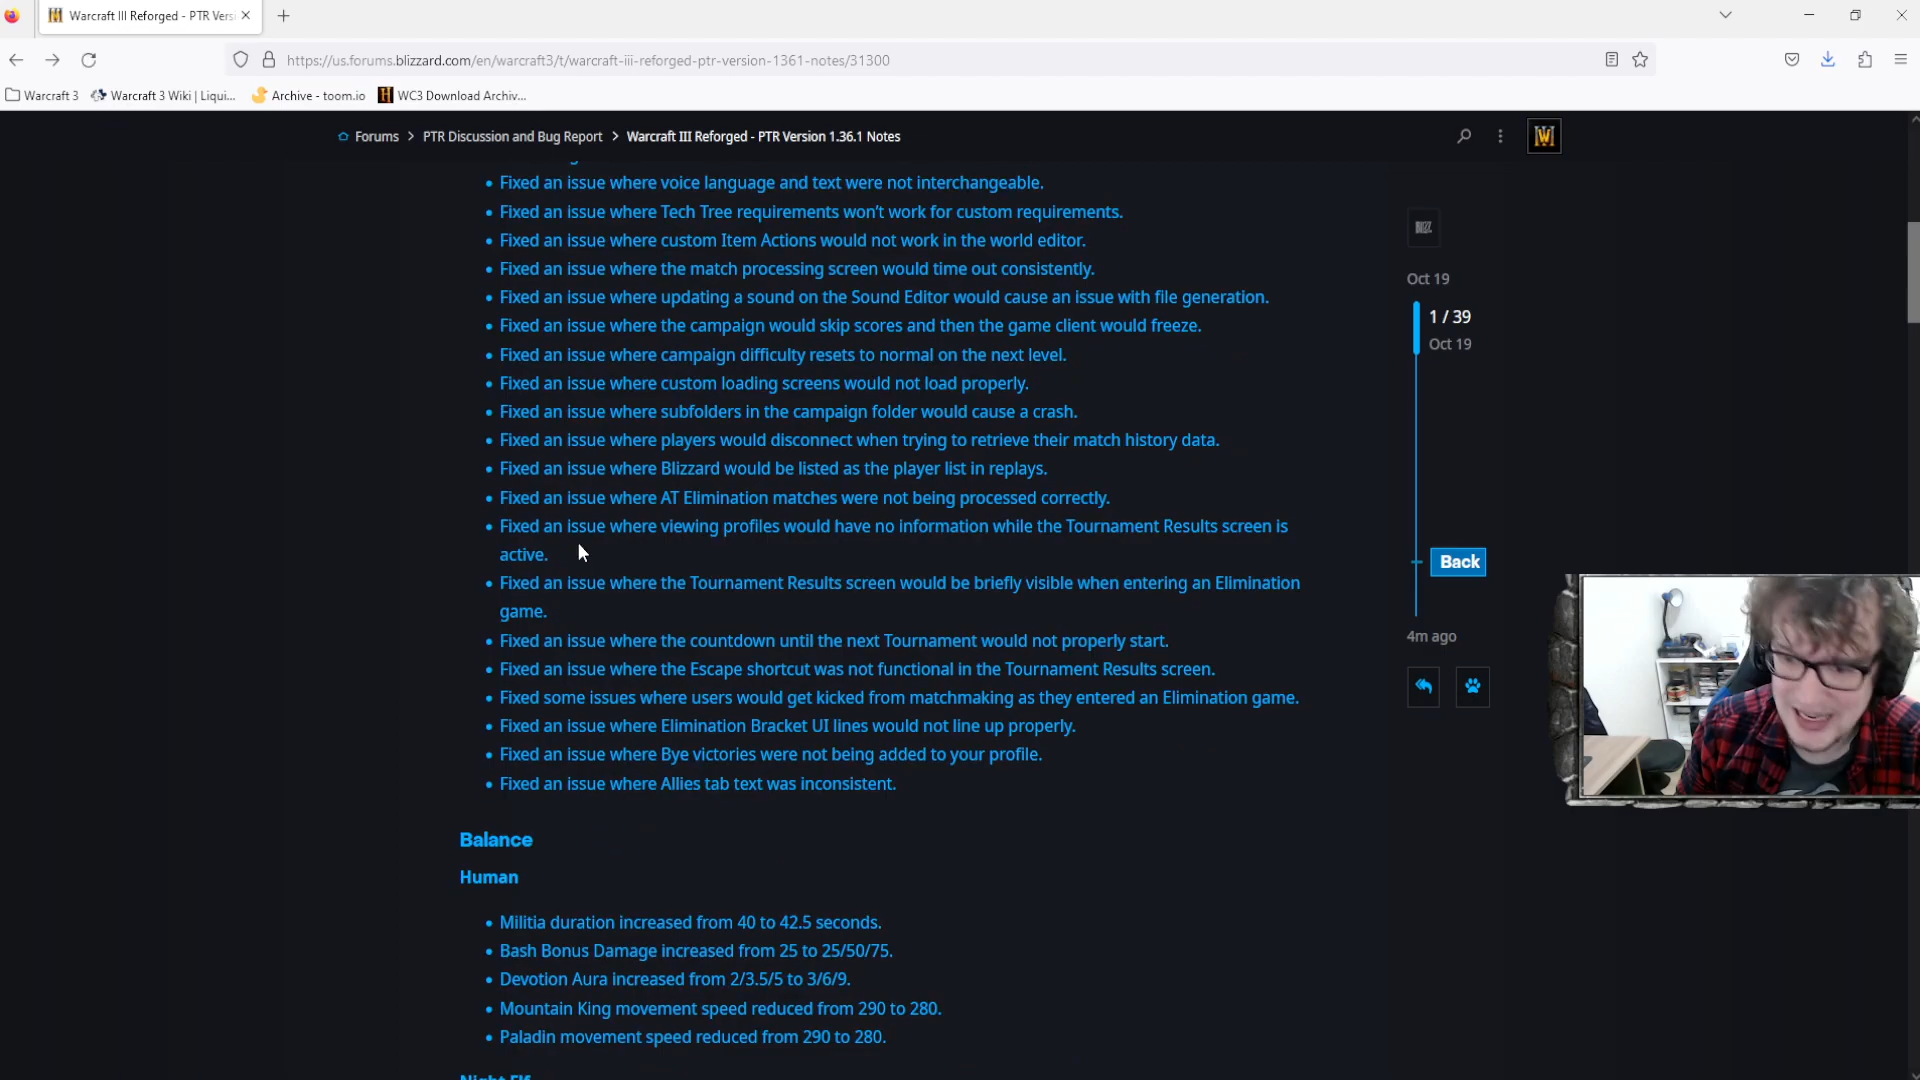 Warcraft III Reforged - PTR Versi
https://us.forums.blizzard.com/en/warcraft3/t/warcraft-iii-reforged-ptr-version-1361-notes/31300
Warcraft 3
Warcraft 3 Wiki | Liqui...
Archive - toom.io
WC3 Download Archiv...
Forums > PTR Discussion and Bug Report > Warcraft III Reforged - PTR Version 1.36.1 Notes
• Fixed an issue where voice language and text were not interchangeable.
• Fixed an issue where Tech Tree requirements won’t work for custom requirements.
• Fixed an issue where custom Item Actions would not work in the world editor.
• Fixed an issue where the match processing screen would time out consistently.
• Fixed an issue where updating a sound on the Sound Editor would cause an issue with file generation.
• Fixed an issue where the campaign would skip scores and then the game client would freeze.
• Fixed an issue where campaign difficulty resets to normal on the next level.
• Fixed an issue where custom loading screens would not load properly.
• Fixed an issue where subfolders in the campaign folder would cause a crash.
• Fixed an issue where players would disconnect when trying to retrieve their match history data.
• Fixed an issue where Blizzard would be listed as the player list in replays.
• Fixed an issue where AT Elimination matches were not being processed correctly.
• Fixed an issue where viewing profiles would have no information while the Tournament Results screen is
active.
• Fixed an issue where the Tournament Results screen would be briefly visible when entering an Elimination
game.
• Fixed an issue where the countdown until the next Tournament would not properly start.
• Fixed an issue where the Escape shortcut was not functional in the Tournament Results screen.
• Fixed some issues where users would get kicked from matchmaking as they entered an Elimination game.
• Fixed an issue where Elimination Bracket UI lines would not line up properly.
• Fixed an issue where Bye victories were not being added to your profile.
• Fixed an issue where Allies tab text was inconsistent.
Balance
Human
• Militia duration increased from 40 to 42.5 seconds.
• Bash Bonus Damage increased from 25 to 25/50/75.
• Devotion Aura increased from 2/3.5/5 to 3/6/9.
• Mountain King movement speed reduced from 290 to 280.
• Paladin movement speed reduced from 290 to 280.
Night Elf
BLIZZ
Oct 19
1 / 39
Oct 19
Back
4m ago